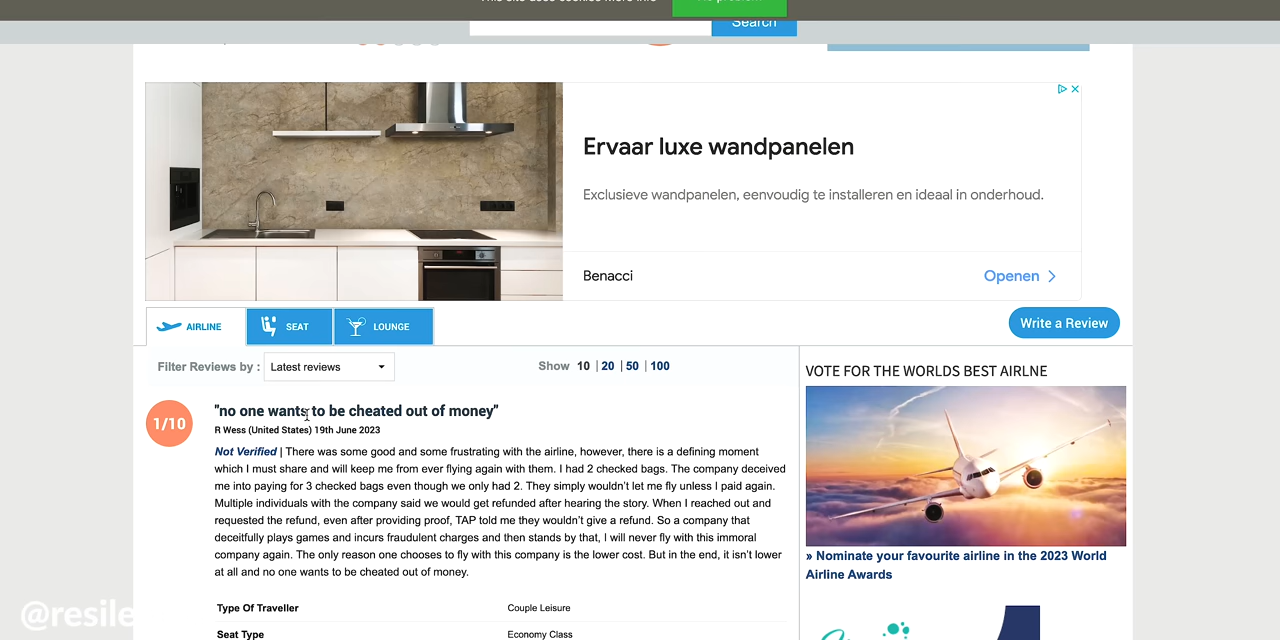 Search
Ervaar luxe wandpanelen
Exclusieve wandpanelen, eenvoudig te installeren en ideaal in onderhoud.
Benacci
Openen
AIRLINE
SEAT
LOUNGE
Write a Review
Filter Reviews by :
Latest reviews
Show 10 | 20 | 50 | 100
1/10
"no one wants to be cheated out of money"
R Wess (United States) 19th June 2023
Not Verified | There was some good and some frustrating with the airline, however, there is a defining moment
which I must share and will keep me from ever flying again with them. I had 2 checked bags. The company deceived
me into paying for 3 checked bags even though we only had 2. They simply wouldn't let me fly unless I paid again.
Multiple individuals with the company said we would get refunded after hearing the story. When I reached out and
requested the refund, even after providing proof, TAP told me they wouldn't give a refund. So a company that
deceitfully plays games and incurs fraudulent charges and then stands by that, I will never fly with this immoral
company again. The only reason one chooses to fly with this company is the lower cost. But in the end, it isn't lower
at all and no one wants to be cheated out of money.
Type Of Traveller
Couple Leisure
Seat Type
Economy Class
VOTE FOR THE WORLDS BEST AIRLNE
» Nominate your favourite airline in the 2023 World
Airline Awards
@resile